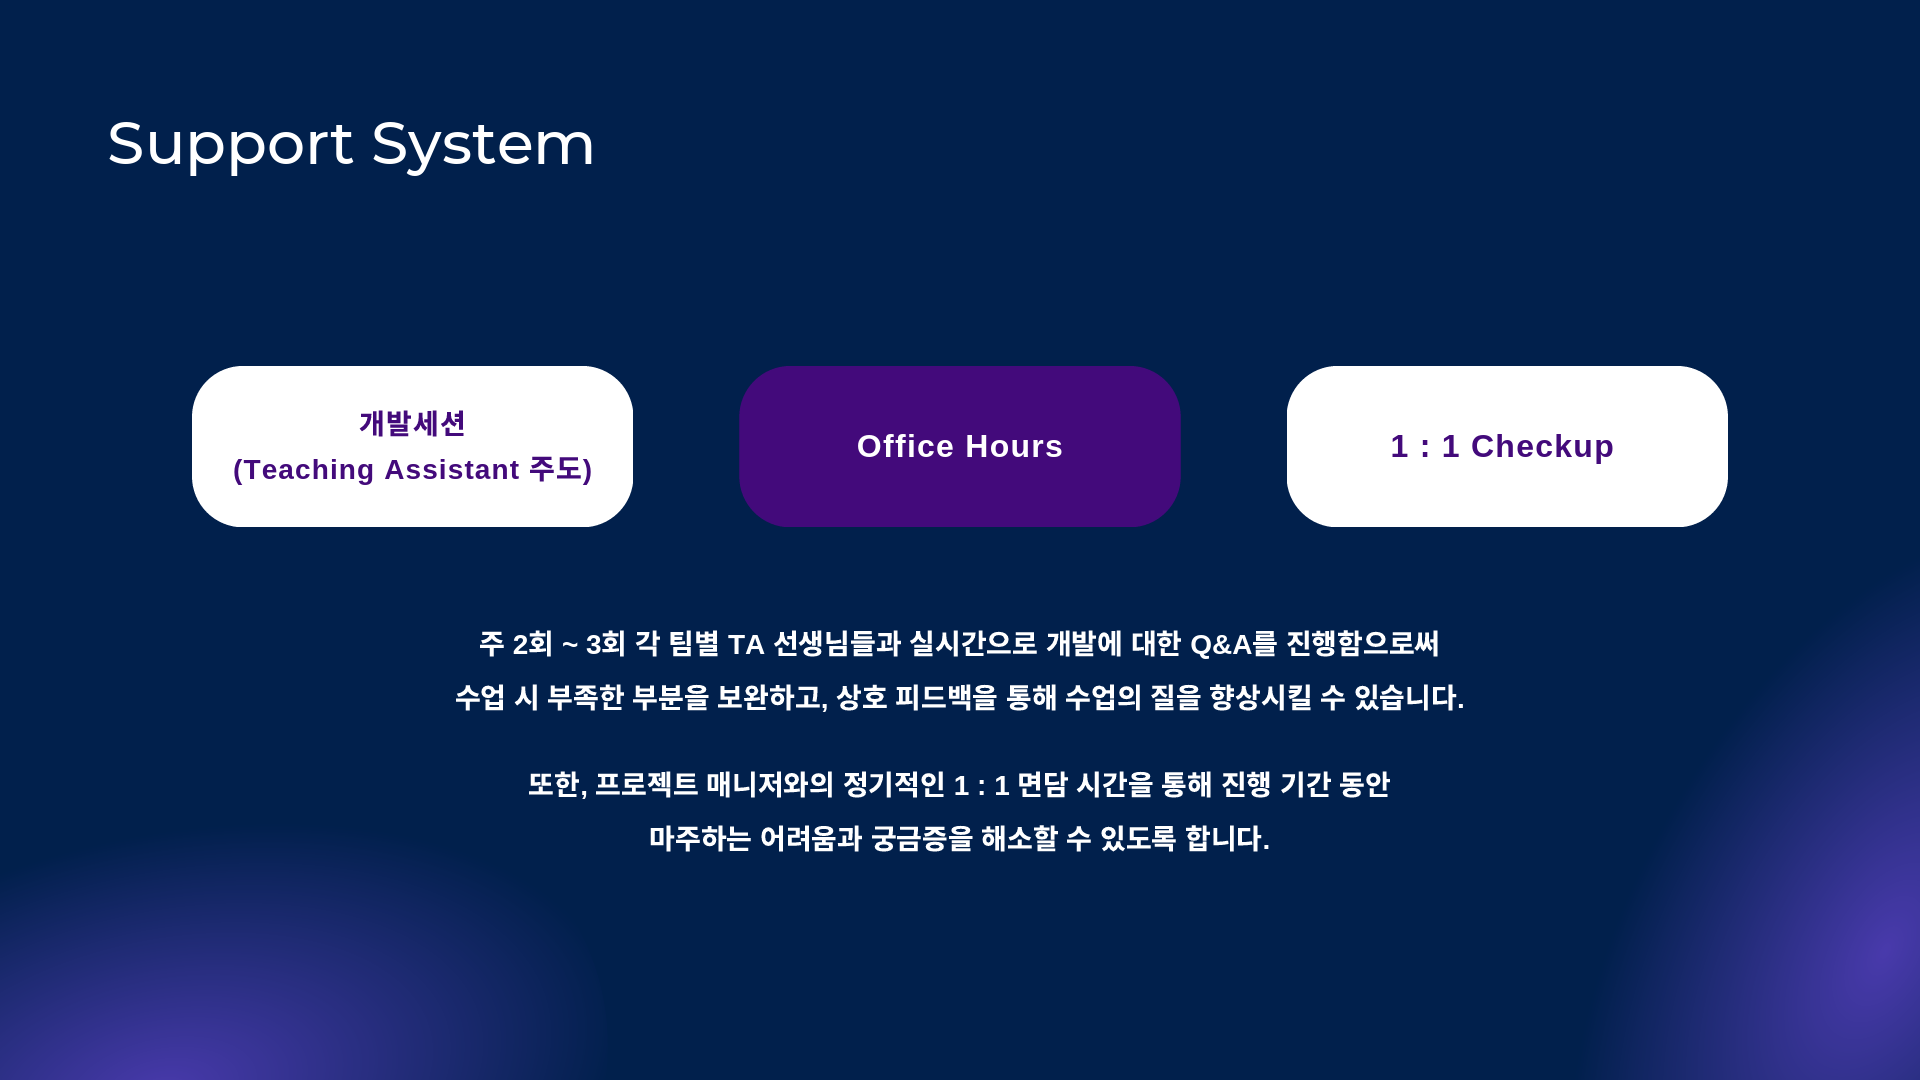 Support System
개발세션
(Teaching Assistant 주도)
Office Hours
1 : 1 Checkup
주 2회 ~ 3회 각 팀별 TA 선생님들과 실시간으로 개발에 대한 Q&A를 진행함으로써
수업 시 부족한 부분을 보완하고, 상호 피드백을 통해 수업의 질을 향상시킬 수 있습니다.
또한, 프로젝트 매니저와의 정기적인 1 : 1 면담 시간을 통해 진행 기간 동안
마주하는 어려움과 궁금증을 해소할 수 있도록 합니다.